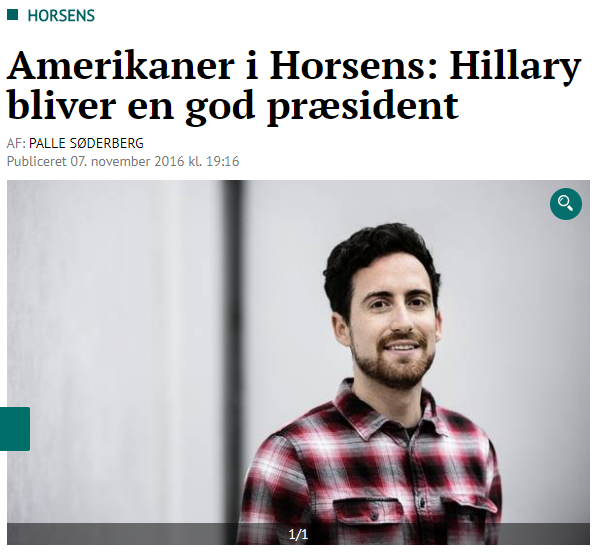 HORSENS
Amerikaner i Horsens: Hillary
bliver en god præsident
AF: PALLE SØDERBERG
Publiceret 07. november 2016 kl. 19:16
1/1